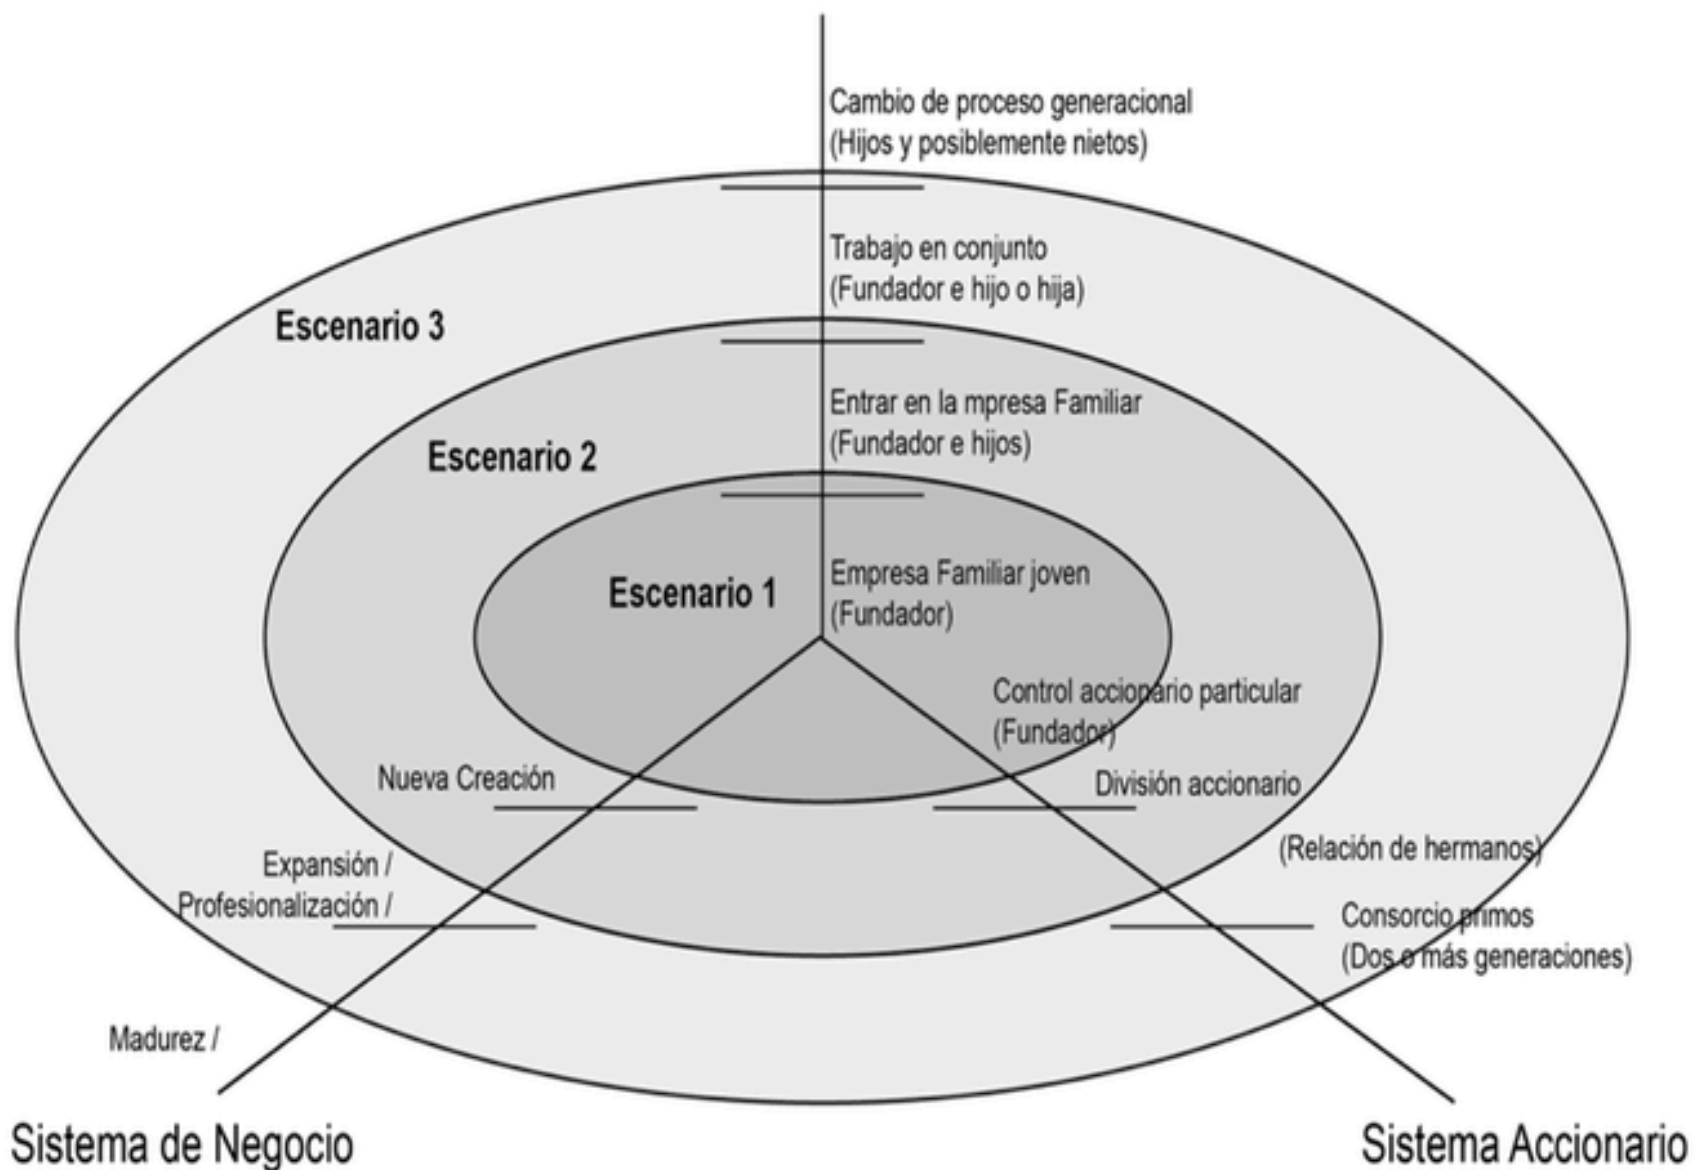 Cambio de proceso generacional
(Hijos y posiblemente nietos)
Trabajo en conjunto
(Fundador e hijo o hija)
Escenario 3
Entrar en la mpresa Familiar
(Fundador e hijos)
Escenario 2
Empresa Familiar joven
(Fundador)
Escenario 1
Control accionario particular
(Fundador)
Nueva Creación
División accionario
(Relación de hermanos)
Expansión /
Profesionalización /
Consorcio primos
(Dos o más generaciones)
Madurez /
Sistema de Negocio
Sistema Accionario